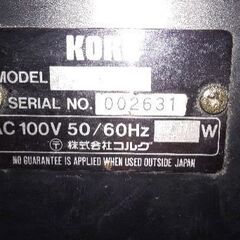 KORG
MODEL
SERIAL NO. 002631
AC 100V 50/60Hz W
〒 株式会社 コルグ
NO GUARANTEE IS APPLIED WHEN USED OUTSIDE JAPAN